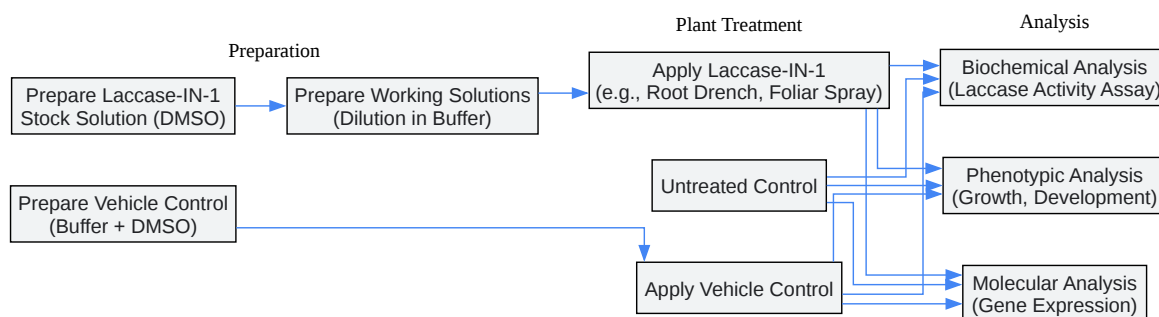 Preparation
Plant Treatment
Analysis
Prepare Laccase-IN-1
Stock Solution (DMSO)
Prepare Working Solutions
(Dilution in Buffer)
Apply Laccase-IN-1
(e.g., Root Drench, Foliar Spray)
Biochemical Analysis
(Laccase Activity Assay)
Prepare Vehicle Control
(Buffer + DMSO)
Untreated Control
Phenotypic Analysis
(Growth, Development)
Apply Vehicle Control
Molecular Analysis
(Gene Expression)